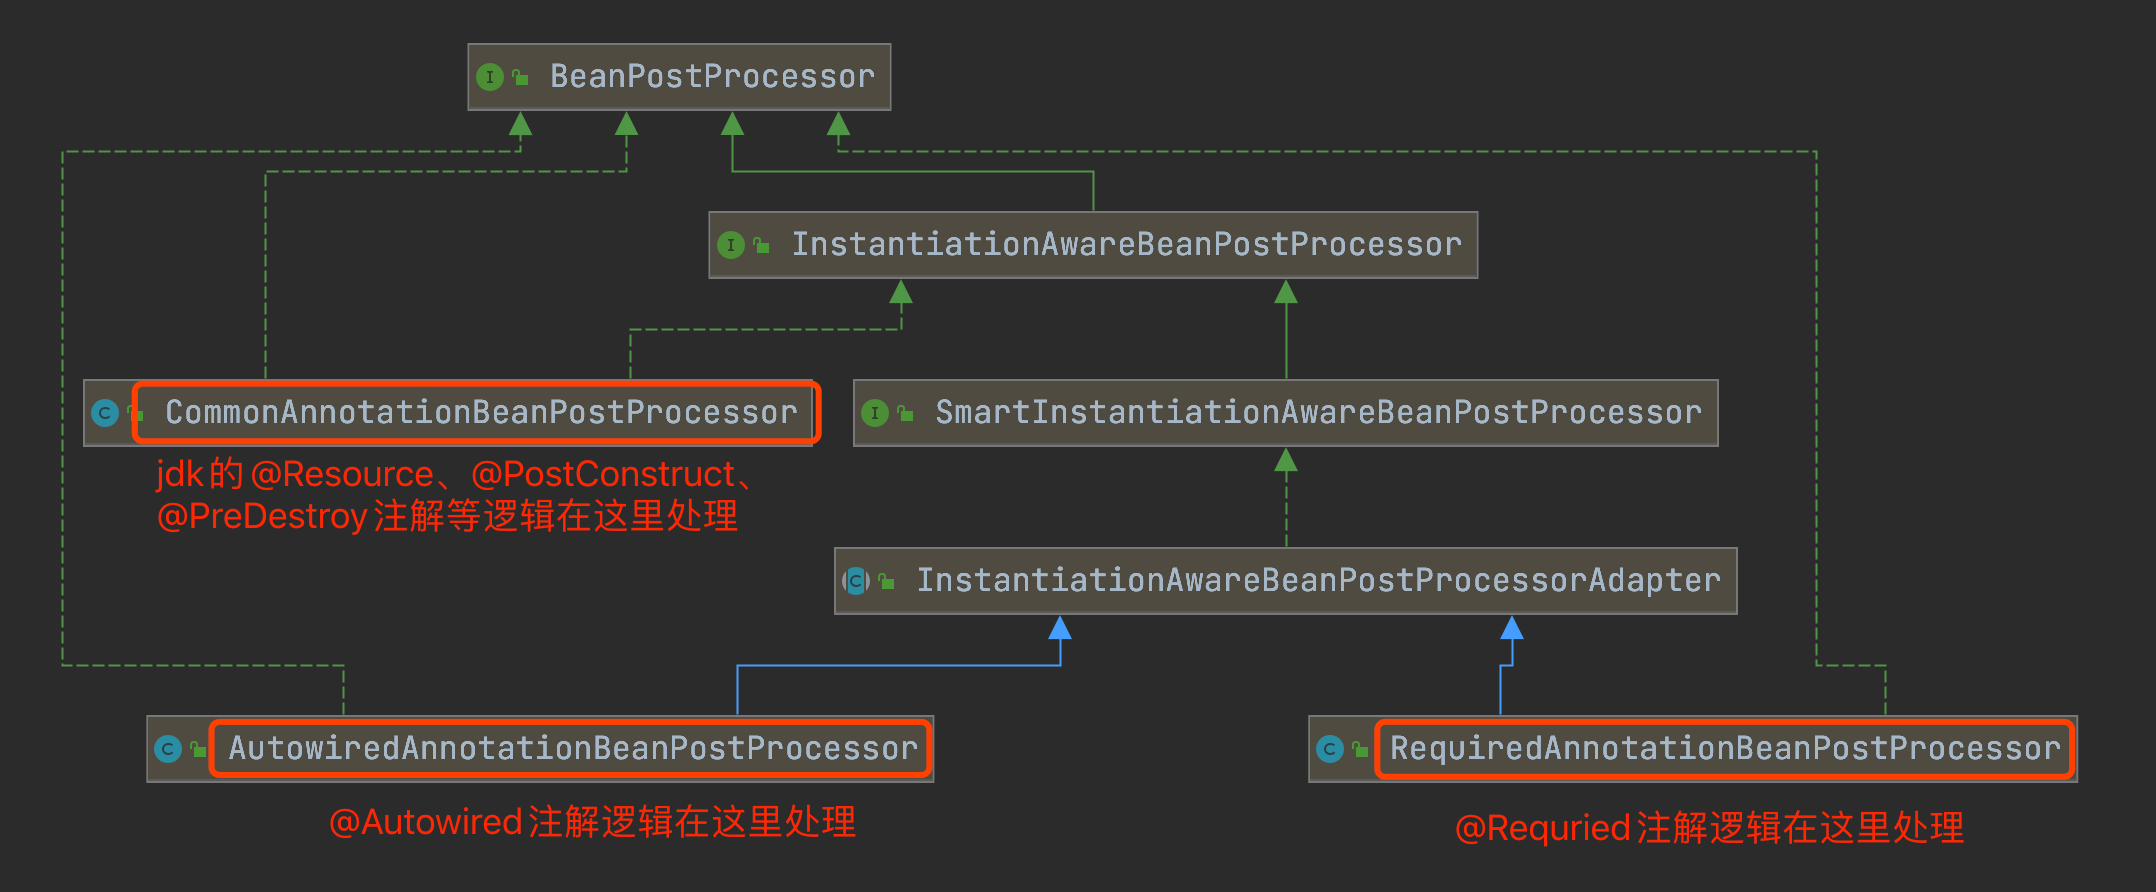 BeanPostProcessor
InstantiationAwareBeanPostProcessor
CommonAnnotationBeanPostProcessor
SmartInstantiationAwareBeanPostProcessor
jdk的@Resource、@PostConstruct、
@PreDestroy注解等逻辑在这里处理
InstantiationAwareBeanPostProcessorAdapter
AutowiredAnnotationBeanPostProcessor
RequiredAnnotationBeanPostProcessor
@Autowired注解逻辑在这里处理
@Requried注解逻辑在这里处理